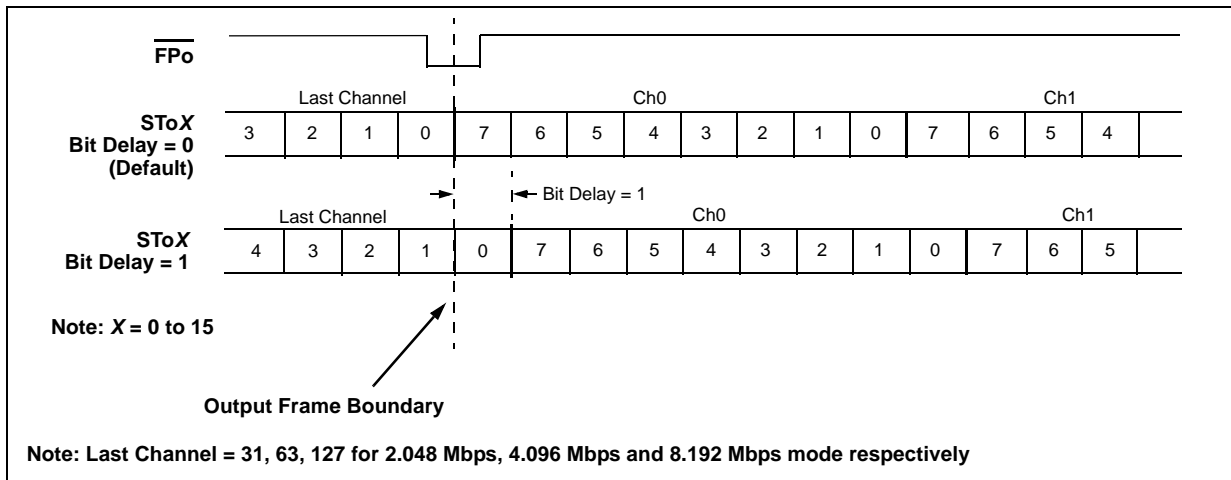 FPo
Last Channel Ch0 Ch1
SToX
Bit Delay = 0
(Default)
3 2 1 0 7 6 5 4 3 2 1 0 7 6 5 4
Bit Delay = 1
Last Channel Ch0 Ch1
SToX
Bit Delay = 1
4 3 2 1 0 7 6 5 4 3 2 1 0 7 6 5
Note: X = 0 to 15
Output Frame Boundary
Note: Last Channel = 31, 63, 127 for 2.048 Mbps, 4.096 Mbps and 8.192 Mbps mode respectively